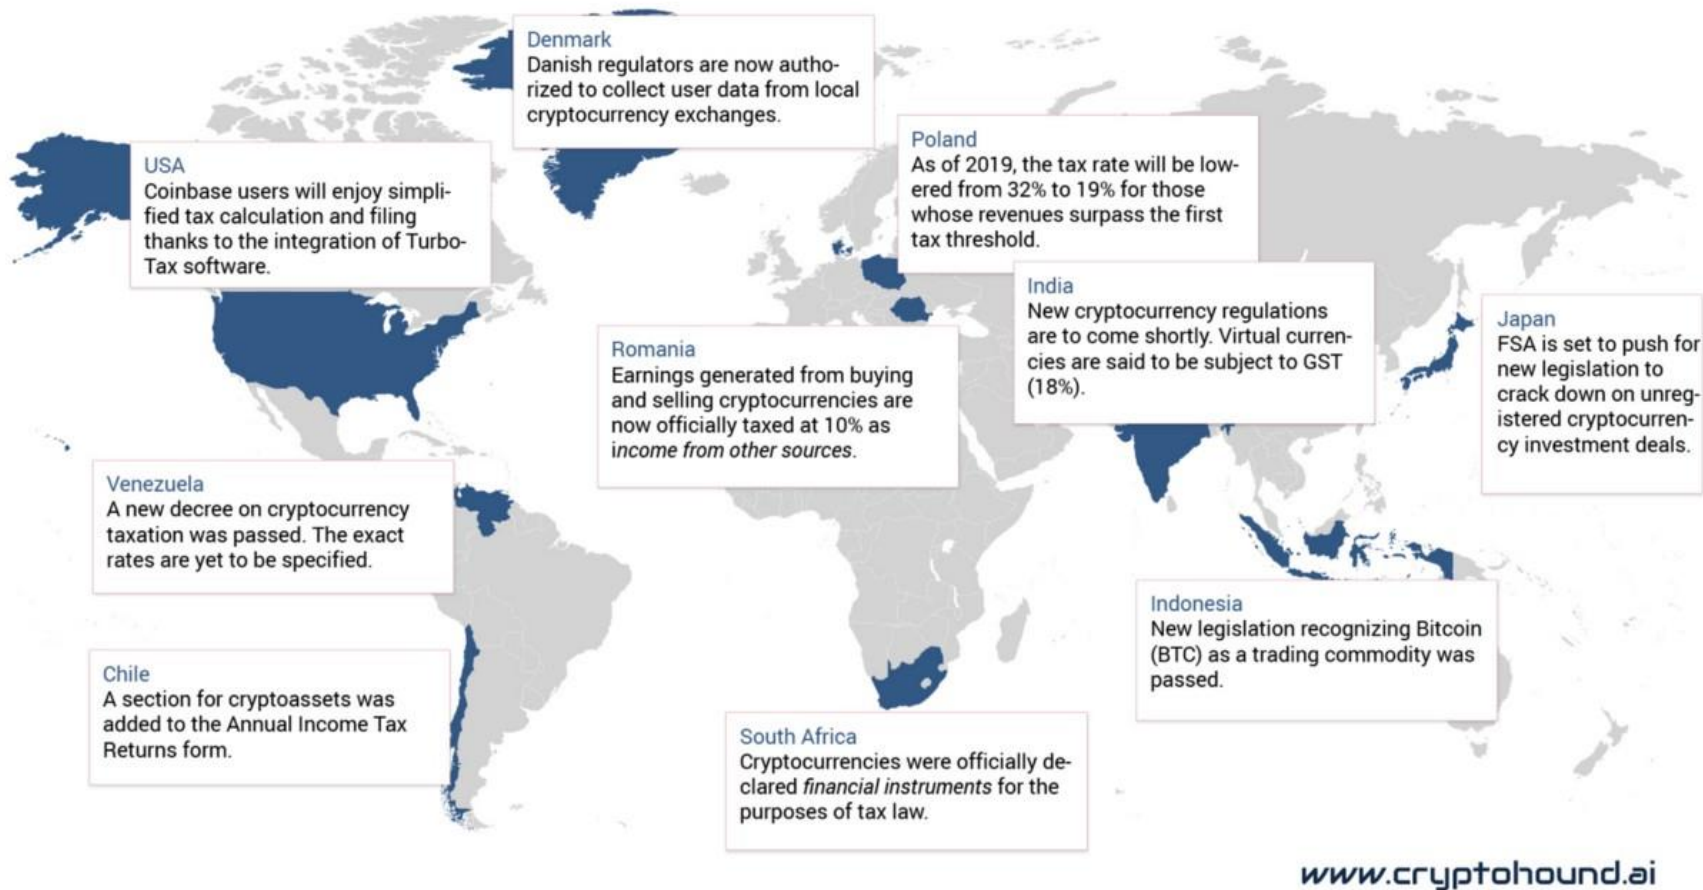 Denmark
Danish regulators are now autho-
rized to collect user data from local
cryptocurrency exchanges.
USA
Coinbase users will enjoy simpli-
fied tax calculation and filing
thanks to the integration of Turbo-
Tax software.
Poland
As of 2019, the tax rate will be low-
ered from 32% to 19% for those
whose revenues surpass the first
tax threshold.
India
New cryptocurrency regulations
are to come shortly. Virtual curren-
cies are said to be subject to GST
(18%).
Japan
FSA is set to push for
new legislation to
crack down on unreg-
istered cryptocurren-
cy investment deals.
Romania
Earnings generated from buying
and selling cryptocurrencies are
now officially taxed at 10% as
income from other sources.
Venezuela
A new decree on cryptocurrency
taxation was passed. The exact
rates are yet to be specified.
Indonesia
New legislation recognizing Bitcoin
(BTC) as a trading commodity was
passed.
Chile
A section for cryptoassets was
added to the Annual Income Tax
Returns form.
South Africa
Cryptocurrencies were officially de-
clared financial instruments for the
purposes of tax law.
www.cryptohound.ai